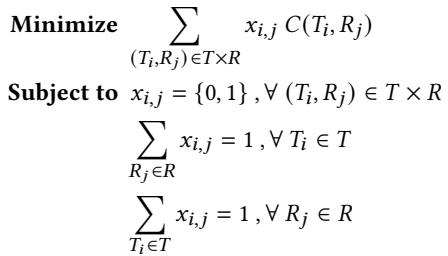 Minimize ∑_{(T_i,R_j)∈T×R} x_{i,j} C(T_i, R_j)
Subject to x_{i,j} = {0, 1} , ∀ (T_i, R_j) ∈ T × R
∑_{R_j∈R} x_{i,j} = 1 , ∀ T_i ∈ T
∑_{T_i∈T} x_{i,j} = 1 , ∀ R_j ∈ R